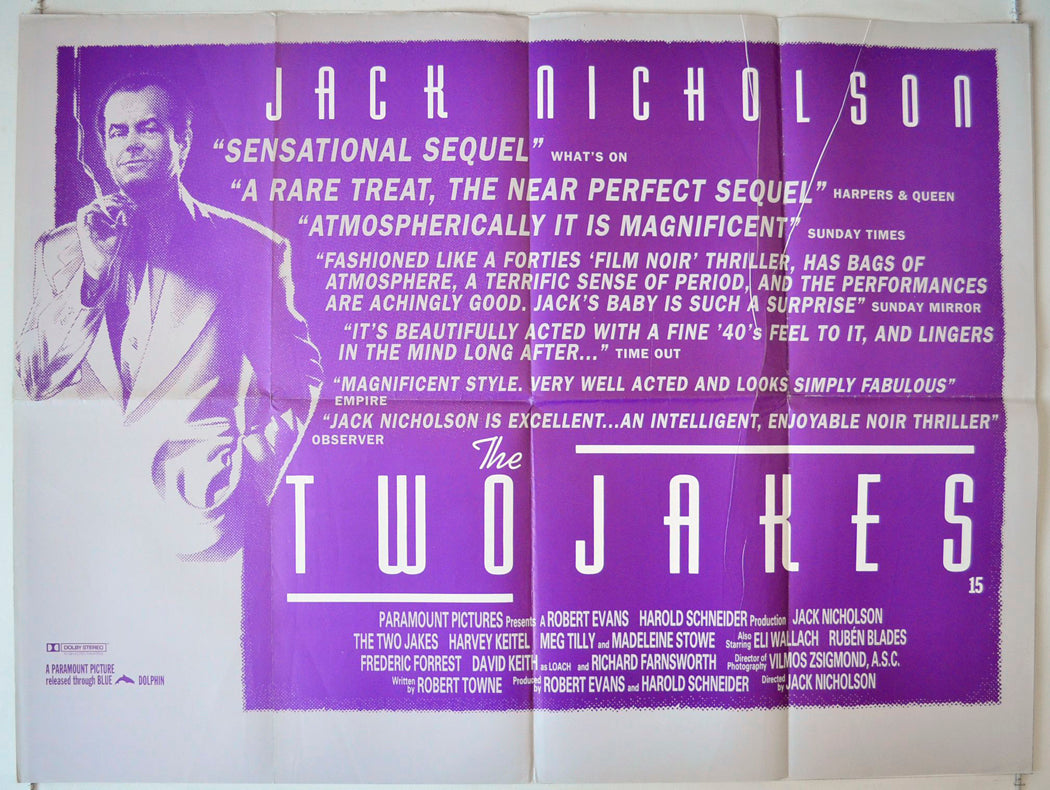 JACK NICHOLSON
“SENSATIONAL SEQUEL” WHAT'S ON
“A RARE TREAT, THE NEAR PERFECT SEQUEL” HARPERS & QUEEN
“ATMOSPHERICALLY IT IS MAGNIFICENT” SUNDAY TIMES
“FASHIONED LIKE A FORTIES ‘FILM NOIR’ THRILLER, HAS BAGS OF
ATMOSPHERE, A TERRIFIC SENSE OF PERIOD, AND THE PERFORMANCES
ARE ACHINGLY GOOD. JACK'S BABY IS SUCH A SURPRISE” SUNDAY MIRROR
“IT'S BEAUTIFULLY ACTED WITH A FINE ’40's FEEL TO IT, AND LINGERS
IN THE MIND LONG AFTER...” TIME OUT
“MAGNIFICENT STYLE. VERY WELL ACTED AND LOOKS SIMPLY FABULOUS”
EMPIRE
“JACK NICHOLSON IS EXCELLENT...AN INTELLIGENT, ENJOYABLE NOIR THRILLER”
OBSERVER
The
TWO JAKES
15
PARAMOUNT PICTURES Presents A ROBERT EVANS HAROLD SCHNEIDER Production JACK NICHOLSON
THE TWO JAKES HARVEY KEITEL MEG TILLY and MADELEINE STOWE Also Starring ELI WALLACH RUBÉN BLADES
FREDERIC FORREST DAVID KEITH as LOACH and RICHARD FARNSWORTH Director of Photography VILMOS ZSIGMOND, A.S.C.
Written by ROBERT TOWNE Produced by ROBERT EVANS and HAROLD SCHNEIDER Directed by JACK NICHOLSON
DOLBY STEREO
A PARAMOUNT PICTURE
released through BLUE DOLPHIN